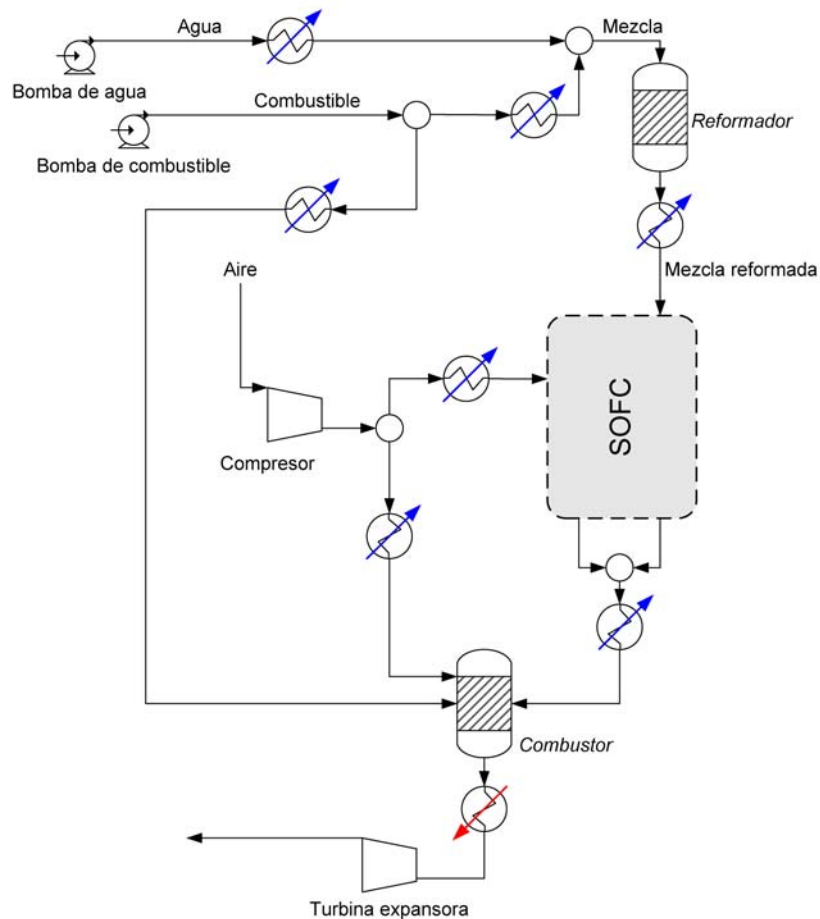 Agua
Mezcla
Bomba de agua
Combustible
Reformador
Bomba de combustible
Mezcla reformada
Aire
SOFC
Compresor
Combustor
Turbina expansora